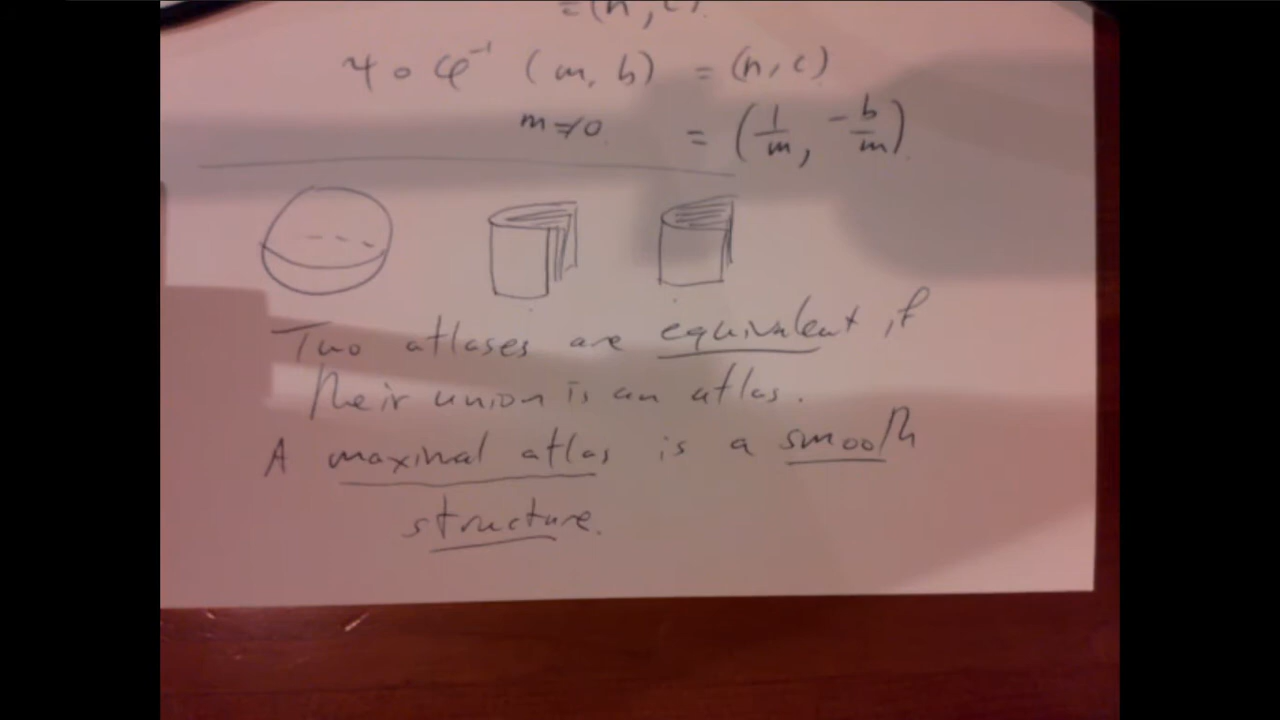 = (n, c).
ψ ∘ φ⁻¹ (m, b) = (n, c)
m ≠ 0 = (1/m, -b/m).
Two atlases are equivalent if
their union is an atlas.
A maximal atlas is a smooth
structure.